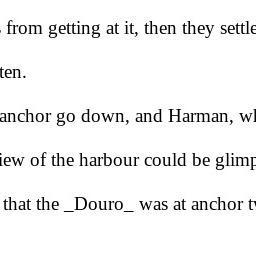 from getting at it, then they settle
ten.
anchor go down, and Harman, wh
iew of the harbour could be glimp
that the _Douro_ was at anchor tw